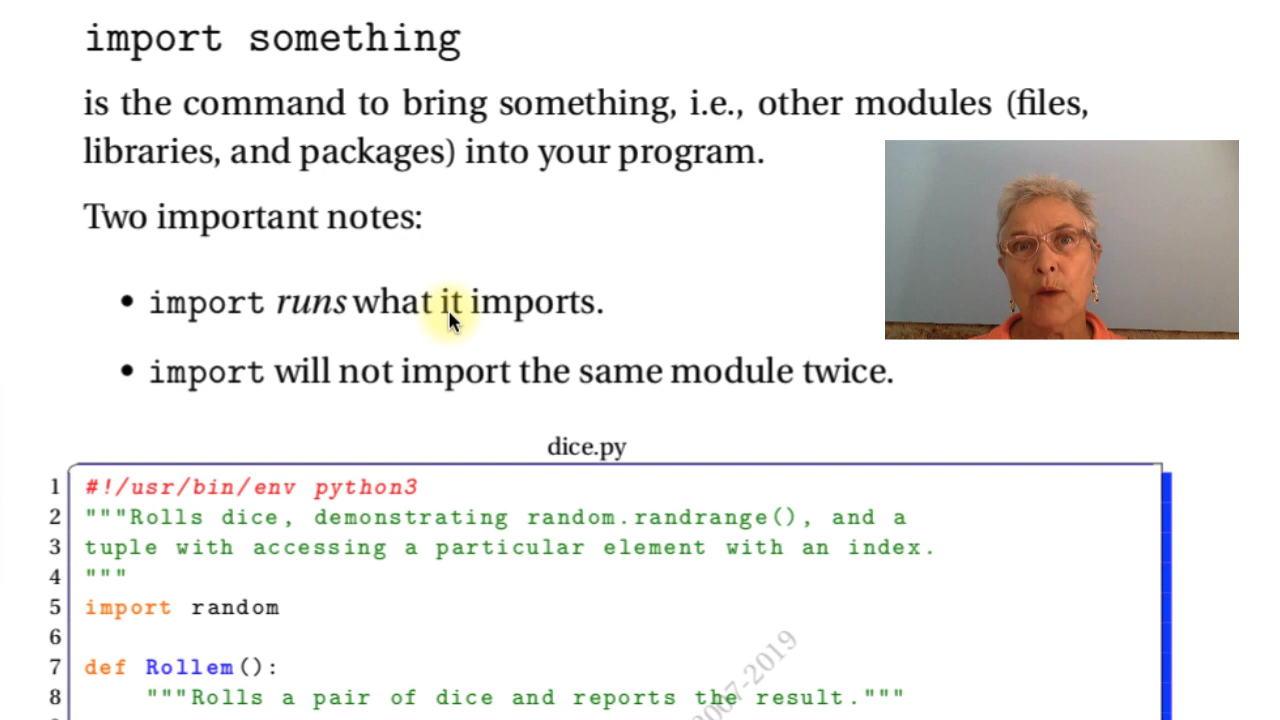 import something
is the command to bring something, i.e., other modules (files,
libraries, and packages) into your program.
Two important notes:
• import runs what it imports.
• import will not import the same module twice.
dice.py
1 #!/usr/bin/env python3
2 """Rolls dice, demonstrating random.randrange(), and a
3 tuple with accessing a particular element with an index.
4 """
5 import random
6
7 def Rollem():
8     """Rolls a pair of dice and reports the result."""
2007-2019